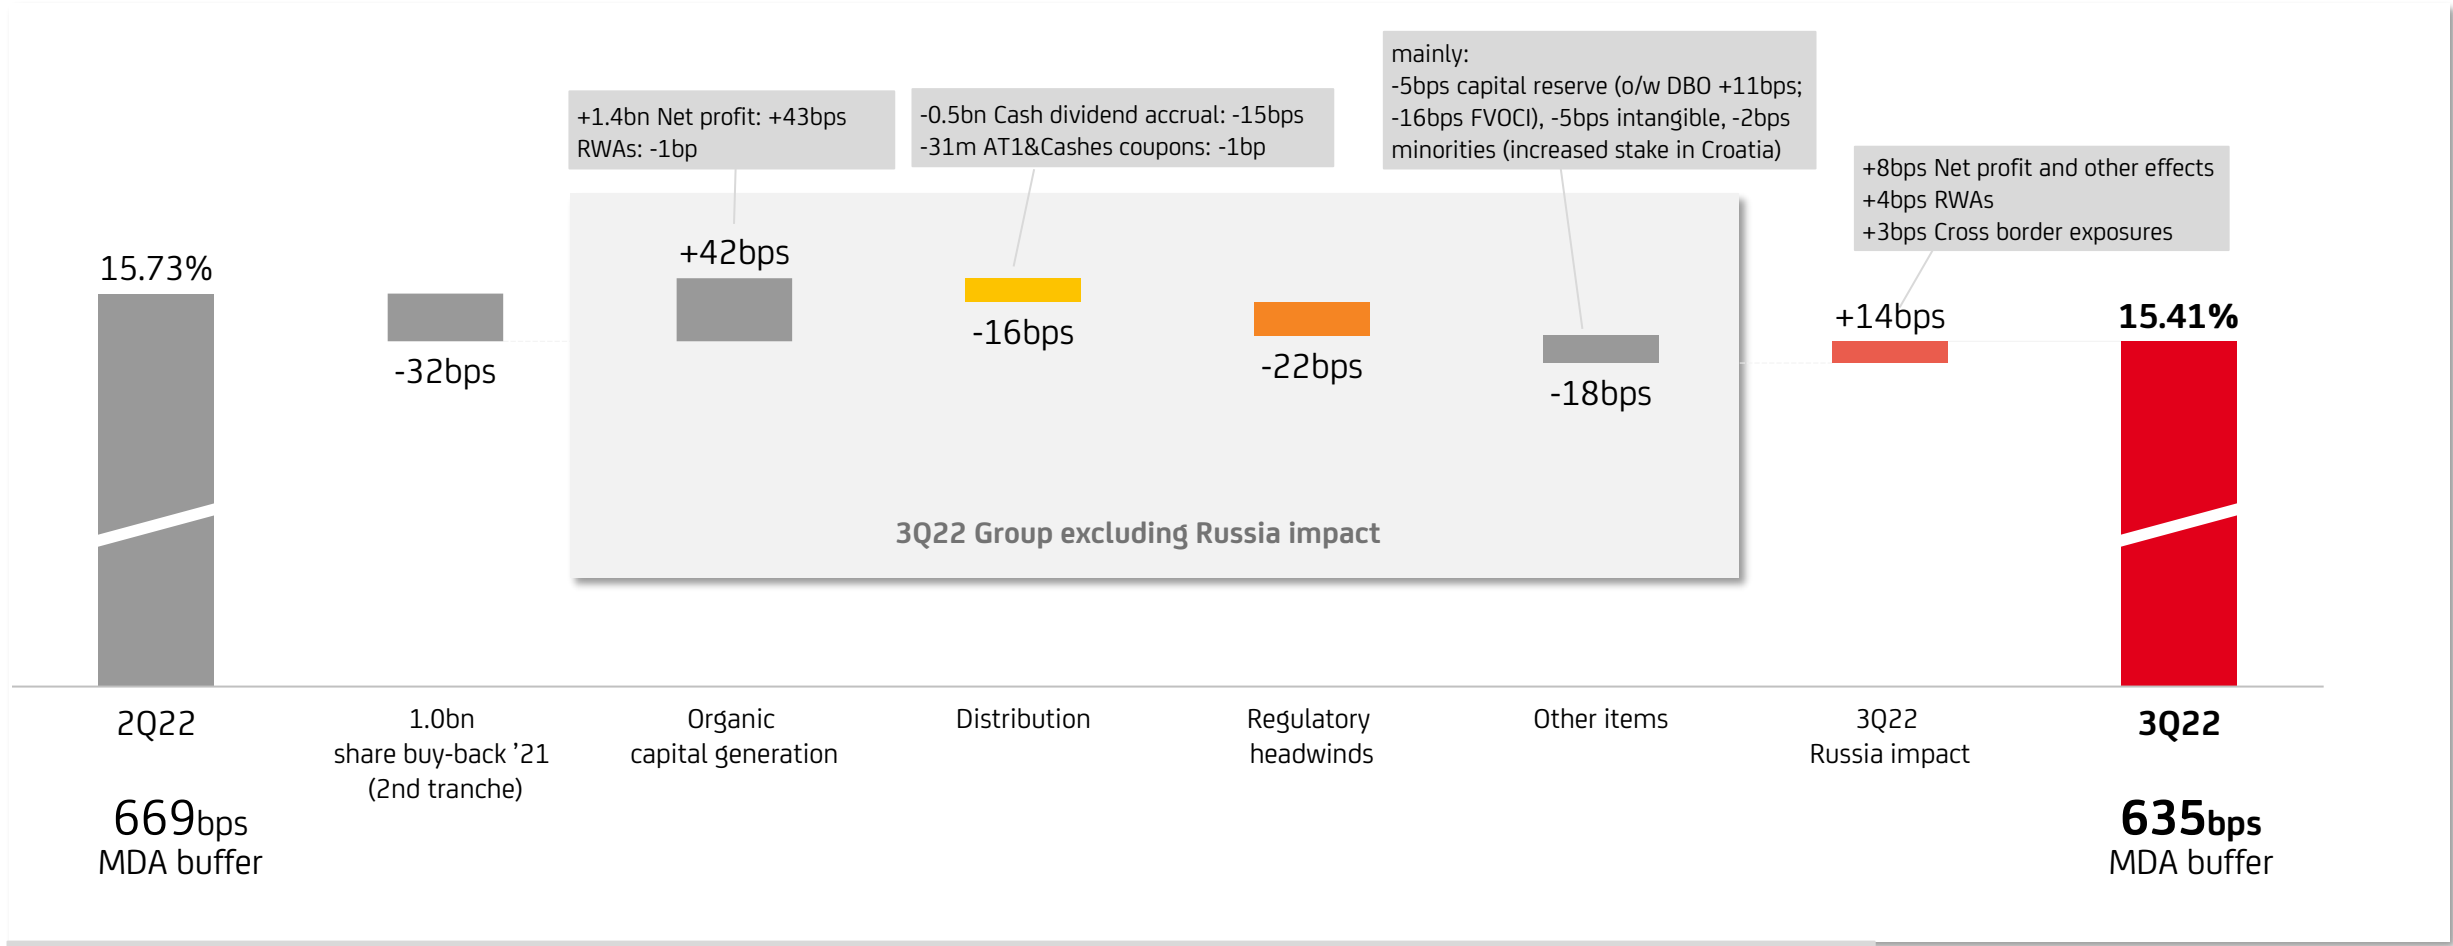 mainly:
-5bps capital reserve (o/w DBO +11bps;
-16bps FVOCI), -5bps intangible, -2bps
minorities (increased stake in Croatia)
+1.4bn Net profit: +43bps
RWAs: -1bp
-0.5bn Cash dividend accrual: -15bps
-31m AT1&Cashes coupons: -1bp
+8bps Net profit and other effects
+4bps RWAs
+3bps Cross border exposures
15.73%
-32bps
+42bps
-16bps
-22bps
-18bps
+14bps
15.41%
3Q22 Group excluding Russia impact
2Q22
1.0bn
share buy-back ’21
(2nd tranche)
Organic
capital generation
Distribution
Regulatory
headwinds
Other items
3Q22
Russia impact
3Q22
669bps
MDA buffer
635bps
MDA buffer